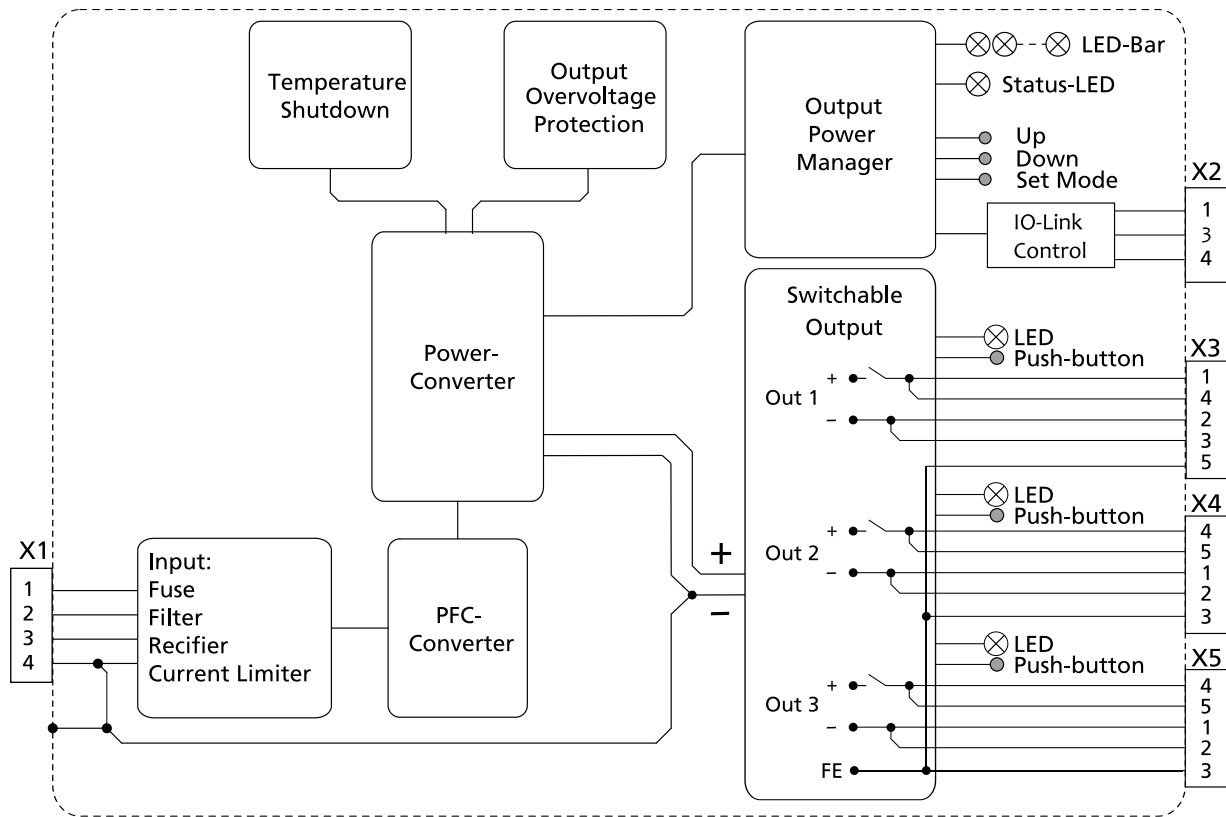 Temperature
Shutdown
Output
Overvoltage
Protection
Output
Power
Manager
LED-Bar
Status-LED
Up
Down
Set Mode
IO-Link
Control
X2
1
3
4
Power-
Converter
Switchable
Output
LED
Push-button
X3
Out 1
+
−
1
4
2
3
5
LED
Push-button
X4
Out 2
+
−
4
5
1
2
3
LED
Push-button
X5
Out 3
+
−
FE
4
5
1
2
3
+
−
X1
1
2
3
4
Input:
Fuse
Filter
Rectifier
Current Limiter
PFC-
Converter